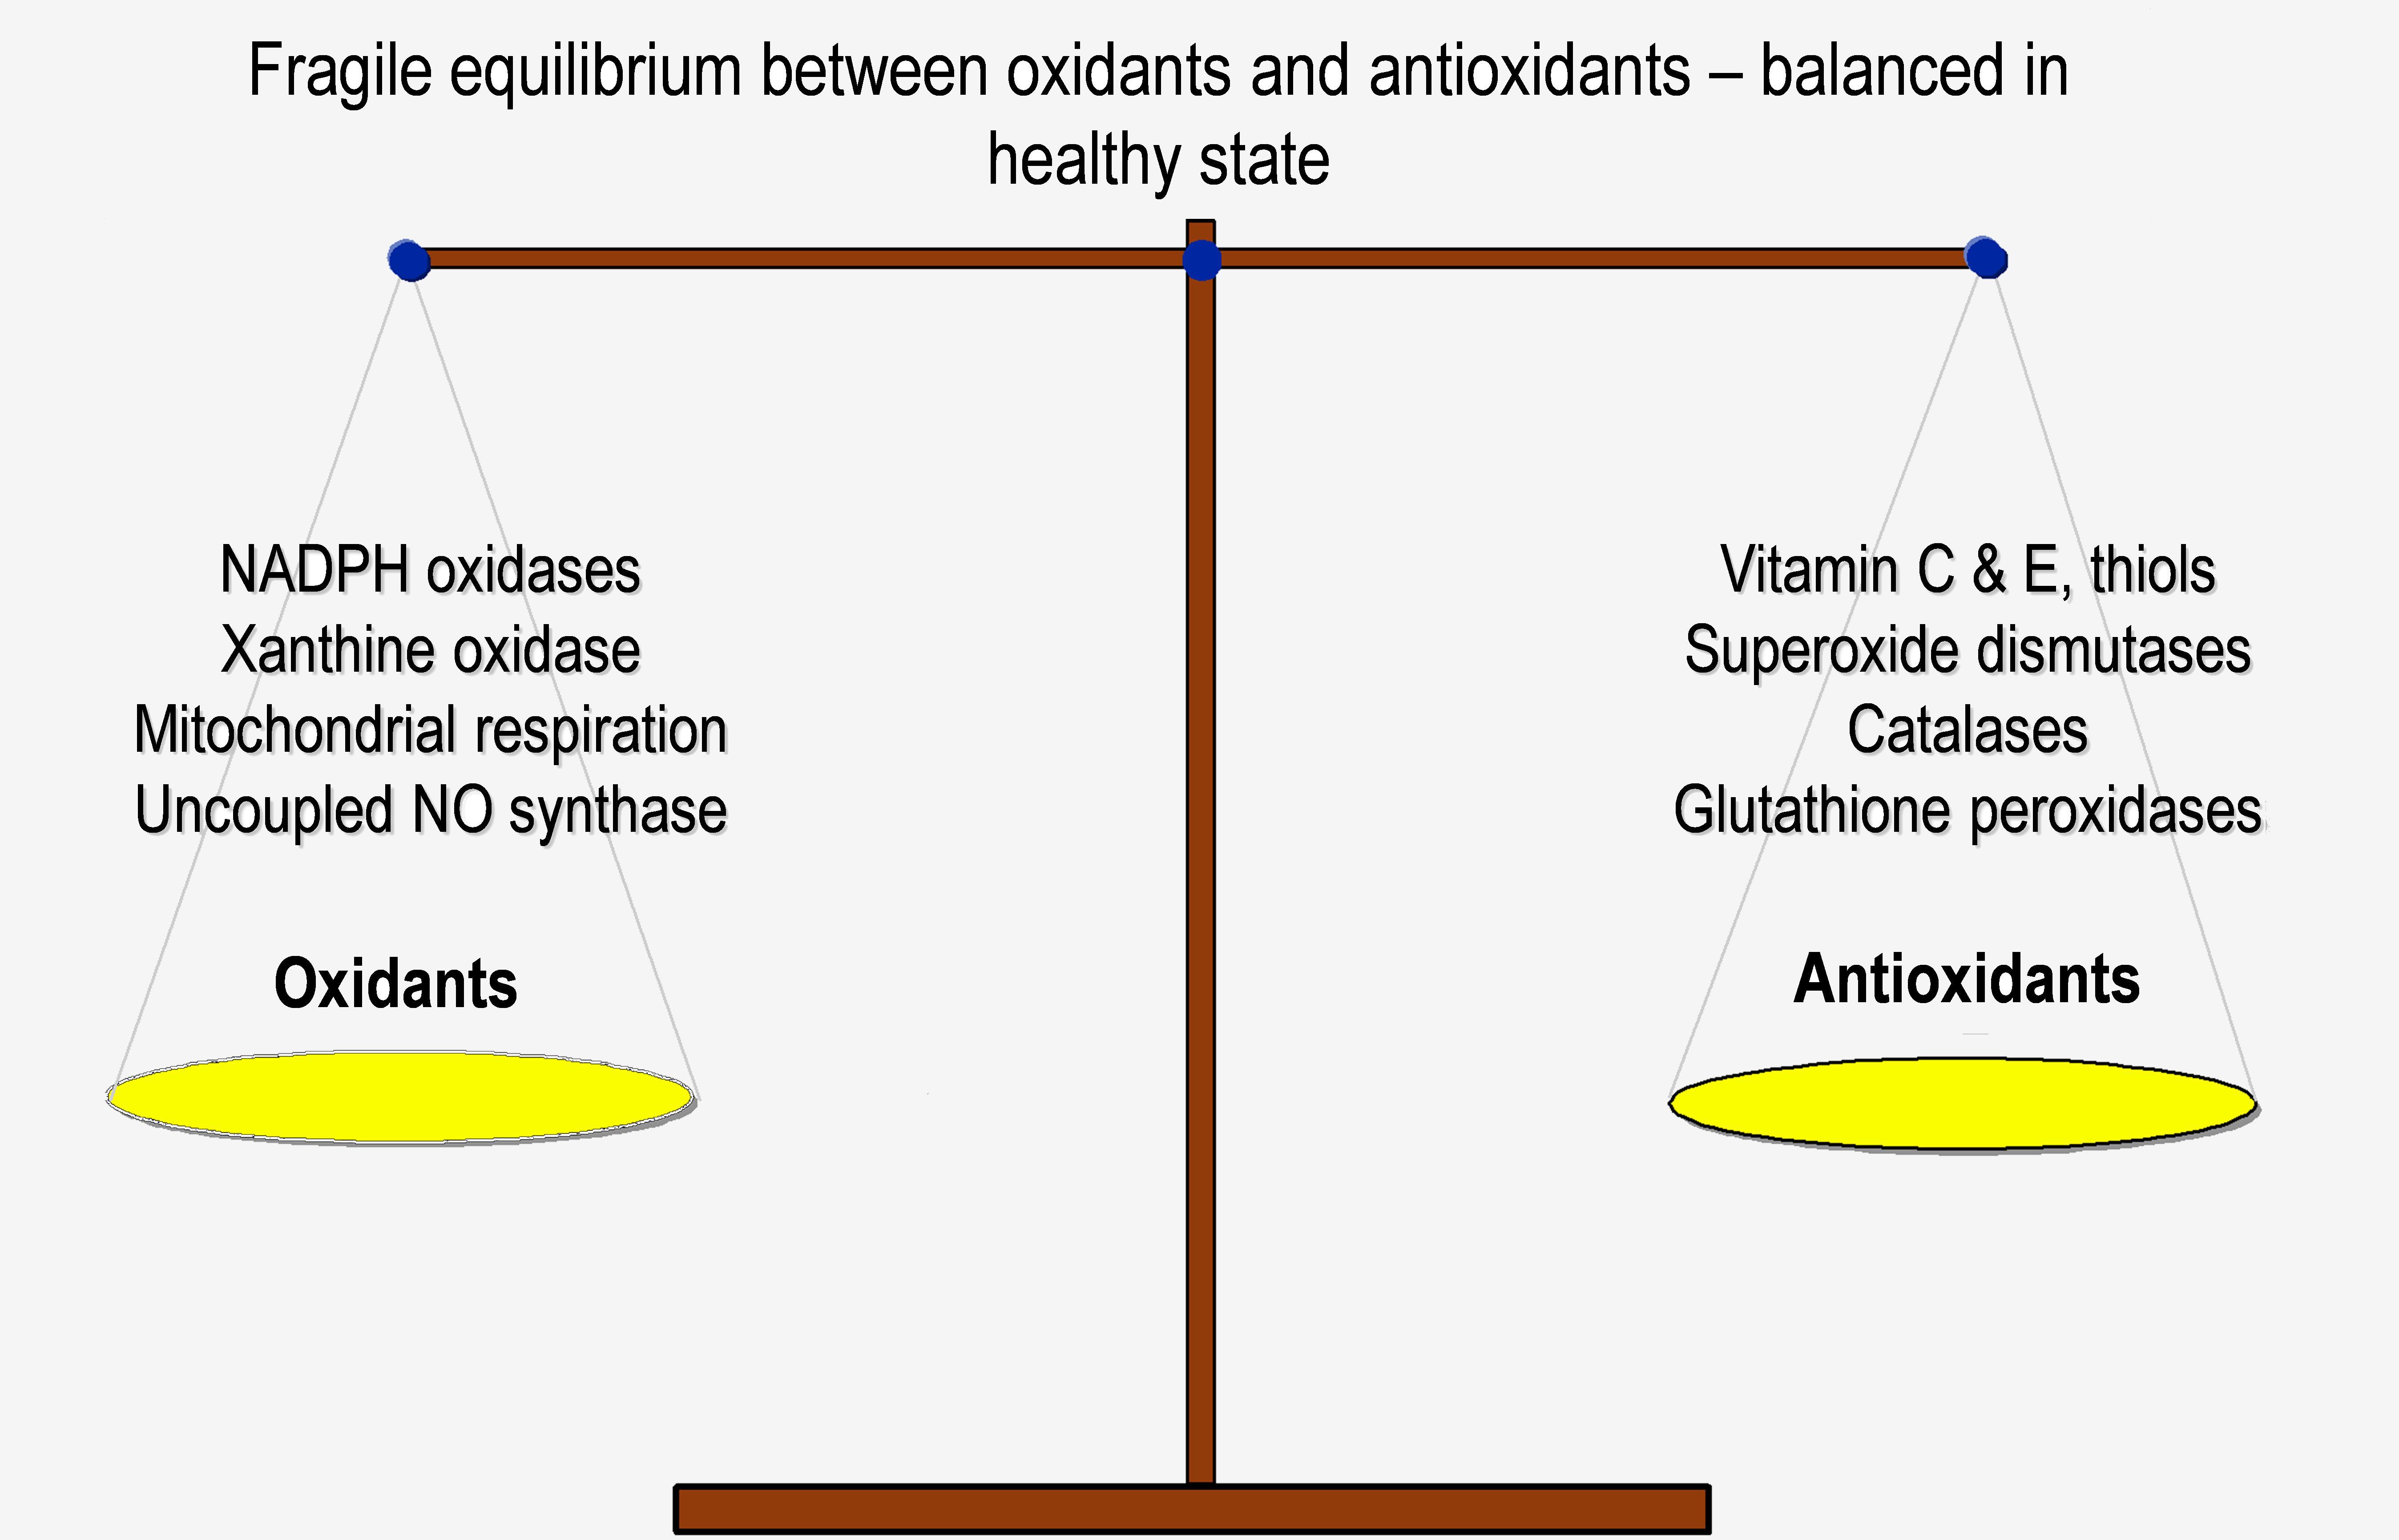 Fragile equilibrium between oxidants and antioxidants – balanced in
healthy state
NADPH oxidases
Xanthine oxidase
Mitochondrial respiration
Uncoupled NO synthase
Oxidants
Vitamin C & E, thiols
Superoxide dismutases
Catalases
Glutathione peroxidases
Antioxidants